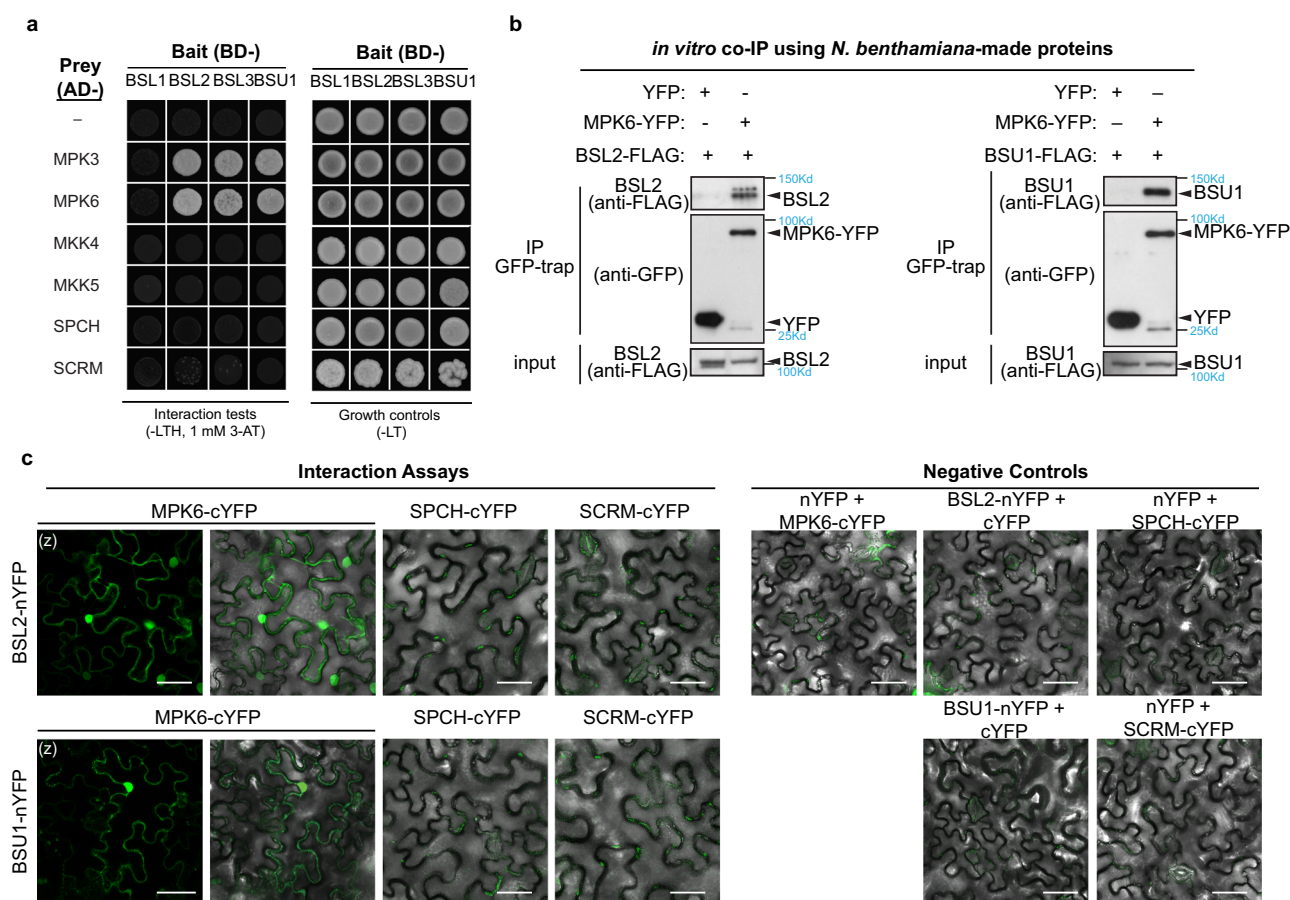 a
Bait (BD-)
Bait (BD-)
Prey
(AD-)
BSL1 BSL2 BSL3 BSU1
BSL1 BSL2 BSL3 BSU1
–
MPK3
MPK6
MKK4
MKK5
SPCH
SCRM
Interaction tests
(-LTH, 1 mM 3-AT)
Growth controls
(-LT)
b
in vitro co-IP using N. benthamiana-made proteins
YFP: + -
MPK6-YFP: - +
BSL2-FLAG: + +
150Kd
BSL2
(anti-FLAG)
BSL2
100Kd
MPK6-YFP
IP
GFP-trap
(anti-GFP)
YFP
25Kd
input
BSL2
(anti-FLAG)
BSL2
100Kd
YFP: + –
MPK6-YFP: – +
BSU1-FLAG: + +
150Kd
BSU1
(anti-FLAG)
BSU1
100Kd
MPK6-YFP
IP
GFP-trap
(anti-GFP)
YFP
25Kd
input
BSU1
(anti-FLAG)
BSU1
100Kd
c
Interaction Assays
Negative Controls
MPK6-cYFP
SPCH-cYFP
SCRM-cYFP
nYFP +
MPK6-cYFP
BSL2-nYFP +
cYFP
nYFP +
SPCH-cYFP
BSL2-nYFP
(z)
MPK6-cYFP
SPCH-cYFP
SCRM-cYFP
BSU1-nYFP +
cYFP
nYFP +
SCRM-cYFP
BSU1-nYFP
(z)